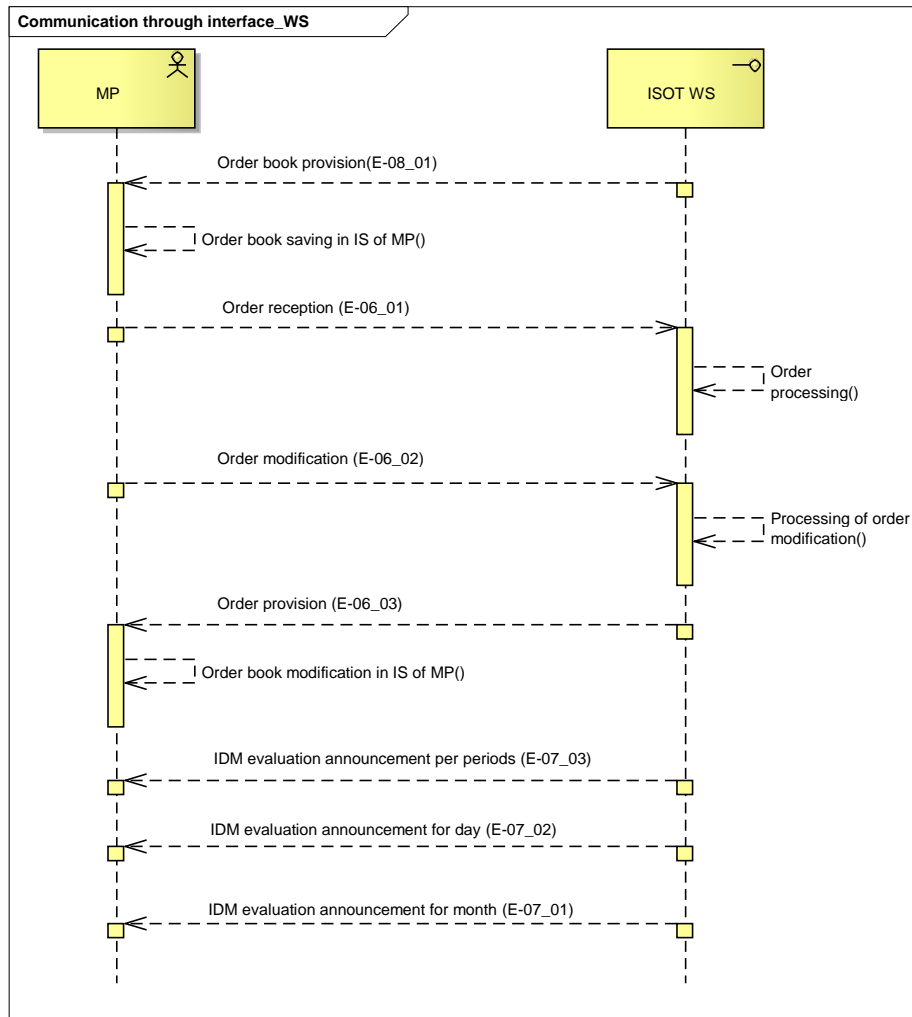 Communication through interface_WS
MP
ISOT WS
Order book provision(E-08_01)
Order book saving in IS of MP()
Order reception (E-06_01)
Order
processing()
Order modification (E-06_02)
Processing of order
modification()
Order provision (E-06_03)
Order book modification in IS of MP()
IDM evaluation announcement per periods (E-07_03)
IDM evaluation announcement for day (E-07_02)
IDM evaluation announcement for month (E-07_01)